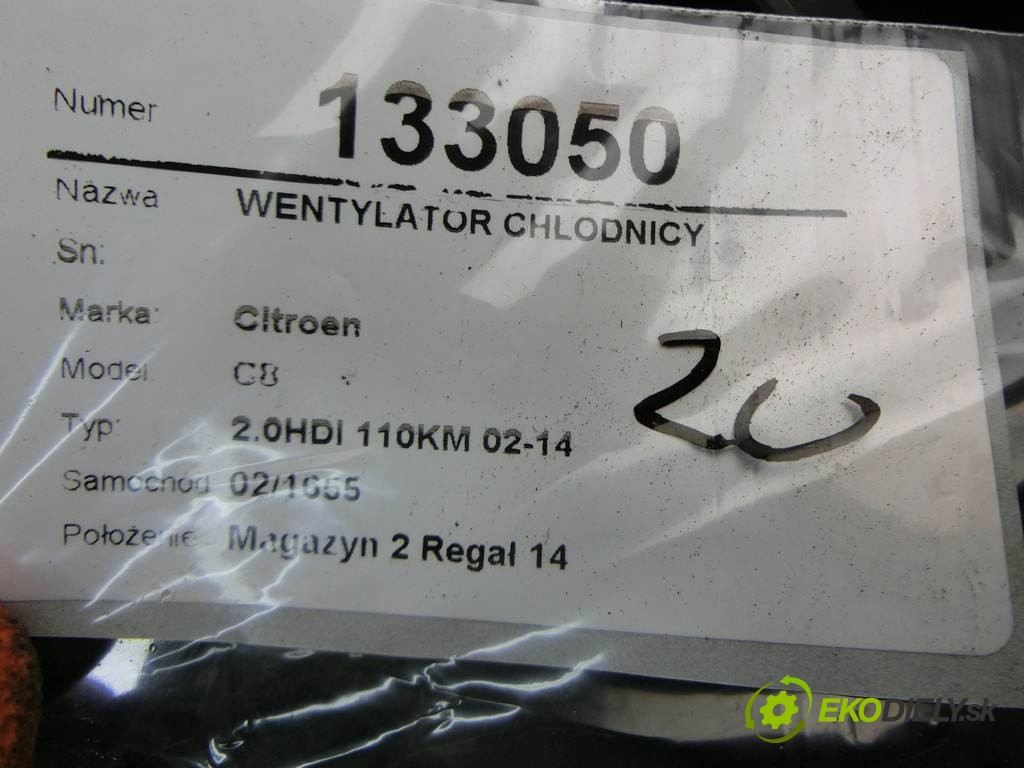 Numer 133050
Nazwa WENTYLATOR CHLODNICY
Sn:
Marka: Citroen
Model C8
Typ: 2.0HDI 110KM 02-14
Samochód 02/1655
Położenie Magazyn 2 Regał 14
EKODIELY.sk